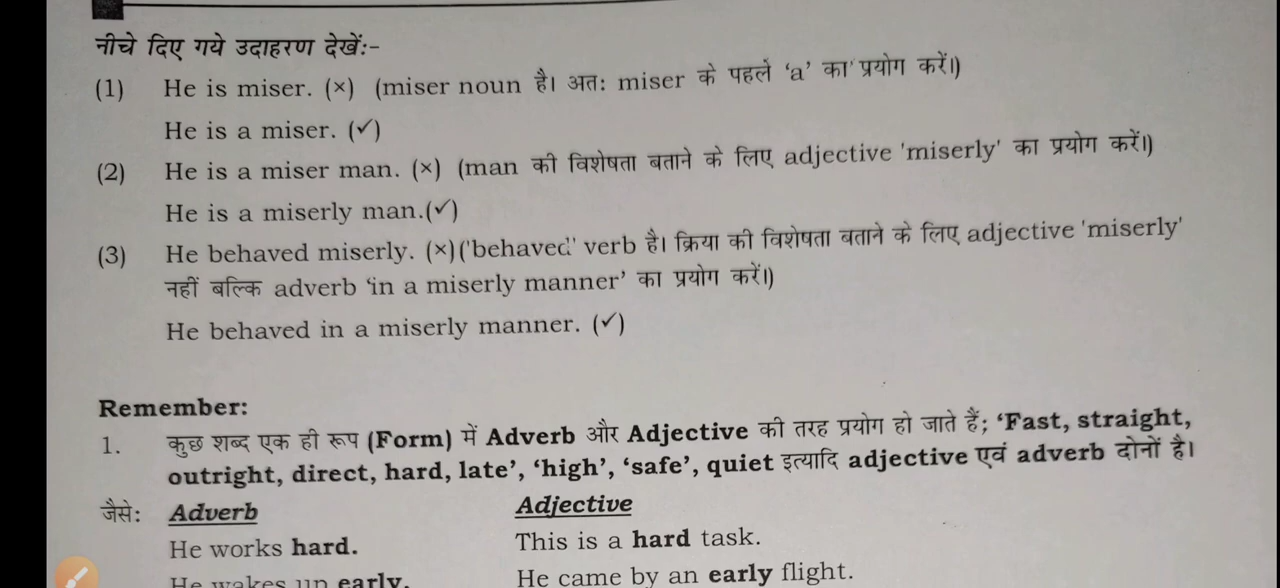 नीचे दिए गये उदाहरण देखें:-
(1) He is miser. (×) (miser noun है। अत: miser के पहले ‘a’ का प्रयोग करें।)
He is a miser. (✓)
(2) He is a miser man. (×) (man की विशेषता बताने के लिए adjective 'miserly' का प्रयोग करें।)
He is a miserly man.(✓)
(3) He behaved miserly. (×)('behaved' verb है। क्रिया की विशेषता बताने के लिए adjective 'miserly'
नहीं बल्कि adverb ‘in a miserly manner’ का प्रयोग करें।)
He behaved in a miserly manner. (✓)
Remember:
1. कुछ शब्द एक ही रूप (Form) में Adverb और Adjective की तरह प्रयोग हो जाते हैं; ‘Fast, straight,
outright, direct, hard, late’, ‘high’, ‘safe’, quiet इत्यादि adjective एवं adverb दोनों है।
जैसे: Adverb Adjective
He works hard. This is a hard task.
He wakes up early. He came by an early flight.